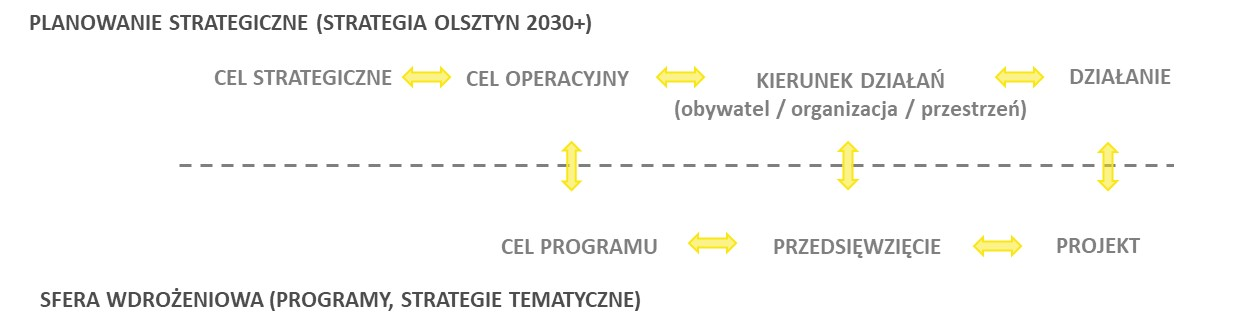 PLANOWANIE STRATEGICZNE (STRATEGIA OLSZTYN 2030+)
CEL STRATEGICZNE CEL OPERACYJNY KIERUNEK DZIAŁAŃ DZIAŁANIE
(obywatel / organizacja / przestrzeń)
CEL PROGRAMU PRZEDSIĘWZIĘCIE PROJEKT
SFERA WDROŻENIOWA (PROGRAMY, STRATEGIE TEMATYCZNE)